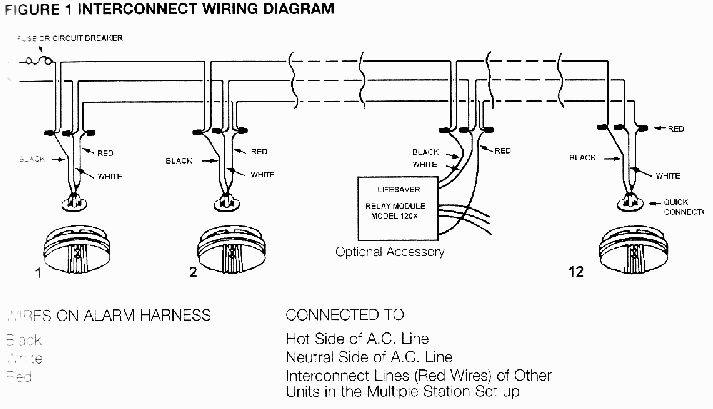 FIGURE 1 INTERCONNECT WIRING DIAGRAM
FUSE OR CIRCUIT BREAKER
BLACK
RED
WHITE
BLACK
RED
WHITE
BLACK
WHITE
RED
BLACK
RED
WHITE
QUICK
CONNECT
LIFESAVER
RELAY MODULE
MODEL 120X
Optional Accessory
1
2
12
WIRES ON ALARM HARNESS
CONNECTED TO
Black
Hot Side of A.C. Line
White
Neutral Side of A.C. Line
Red
Interconnect Lines (Red Wires) of Other
Units in the Multiple Station Set up